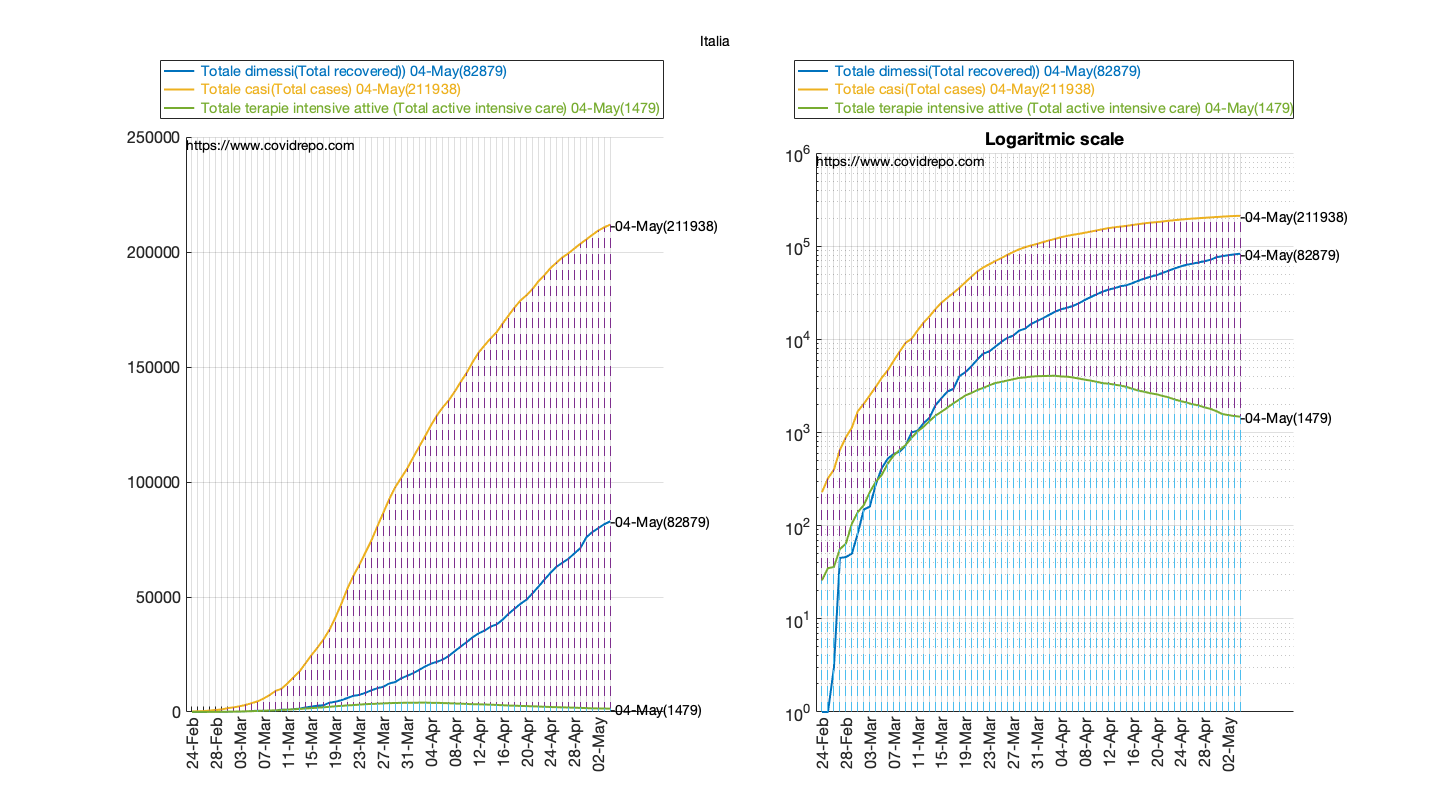 Italia
Totale dimessi(Total recovered)) 04-May(82879)
Totale casi(Total cases) 04-May(211938)
Totale terapie intensive attive (Total active intensive care) 04-May(1479)
250000
https://www.covidrepo.com
200000
150000
100000
50000
0
04-May(211938)
04-May(82879)
04-May(1479)
24-Feb
28-Feb
03-Mar
07-Mar
11-Mar
15-Mar
19-Mar
23-Mar
27-Mar
31-Mar
04-Apr
08-Apr
12-Apr
16-Apr
20-Apr
24-Apr
28-Apr
02-May
Totale dimessi(Total recovered)) 04-May(82879)
Totale casi(Total cases) 04-May(211938)
Totale terapie intensive attive (Total active intensive care) 04-May(1479)
Logaritmic scale
10^6
https://www.covidrepo.com
10^5
10^4
10^3
10^2
10^1
10^0
04-May(211938)
04-May(82879)
04-May(1479)
24-Feb
28-Feb
03-Mar
07-Mar
11-Mar
15-Mar
19-Mar
23-Mar
27-Mar
31-Mar
04-Apr
08-Apr
12-Apr
16-Apr
20-Apr
24-Apr
28-Apr
02-May